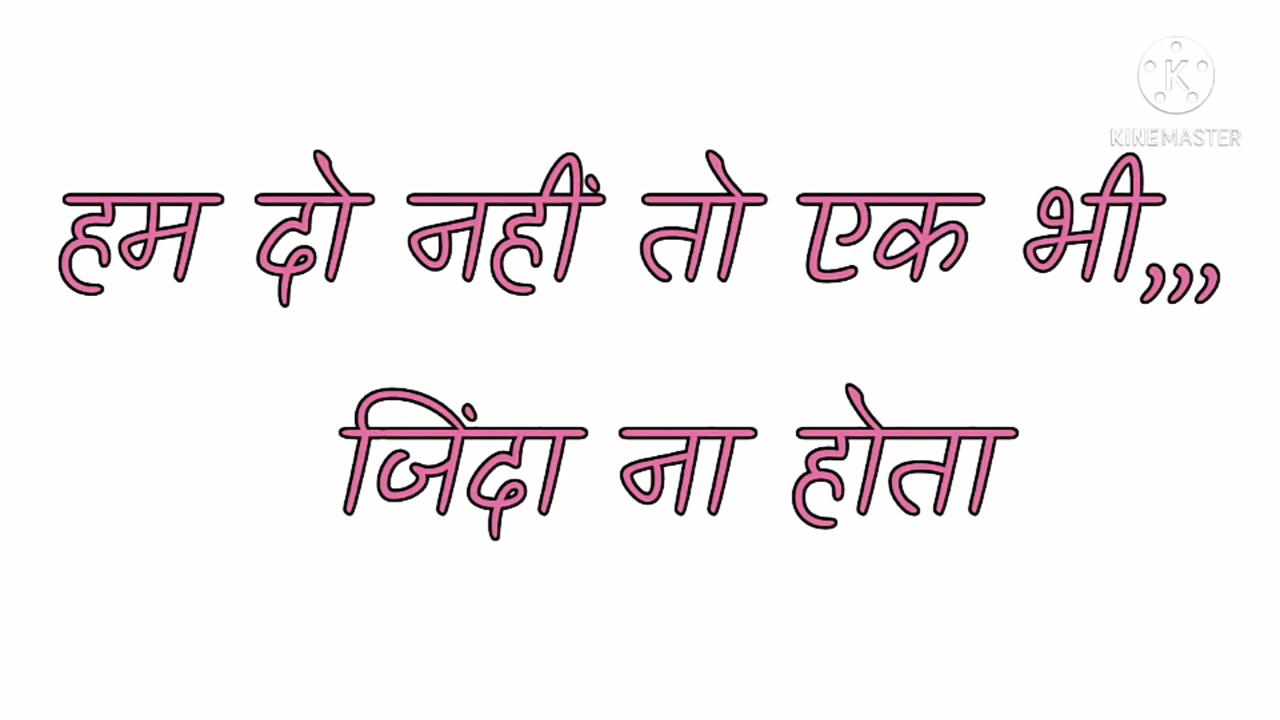 KINEMASTER
हम दो नहीं तो एक भी,,,
जिंदा ना होता